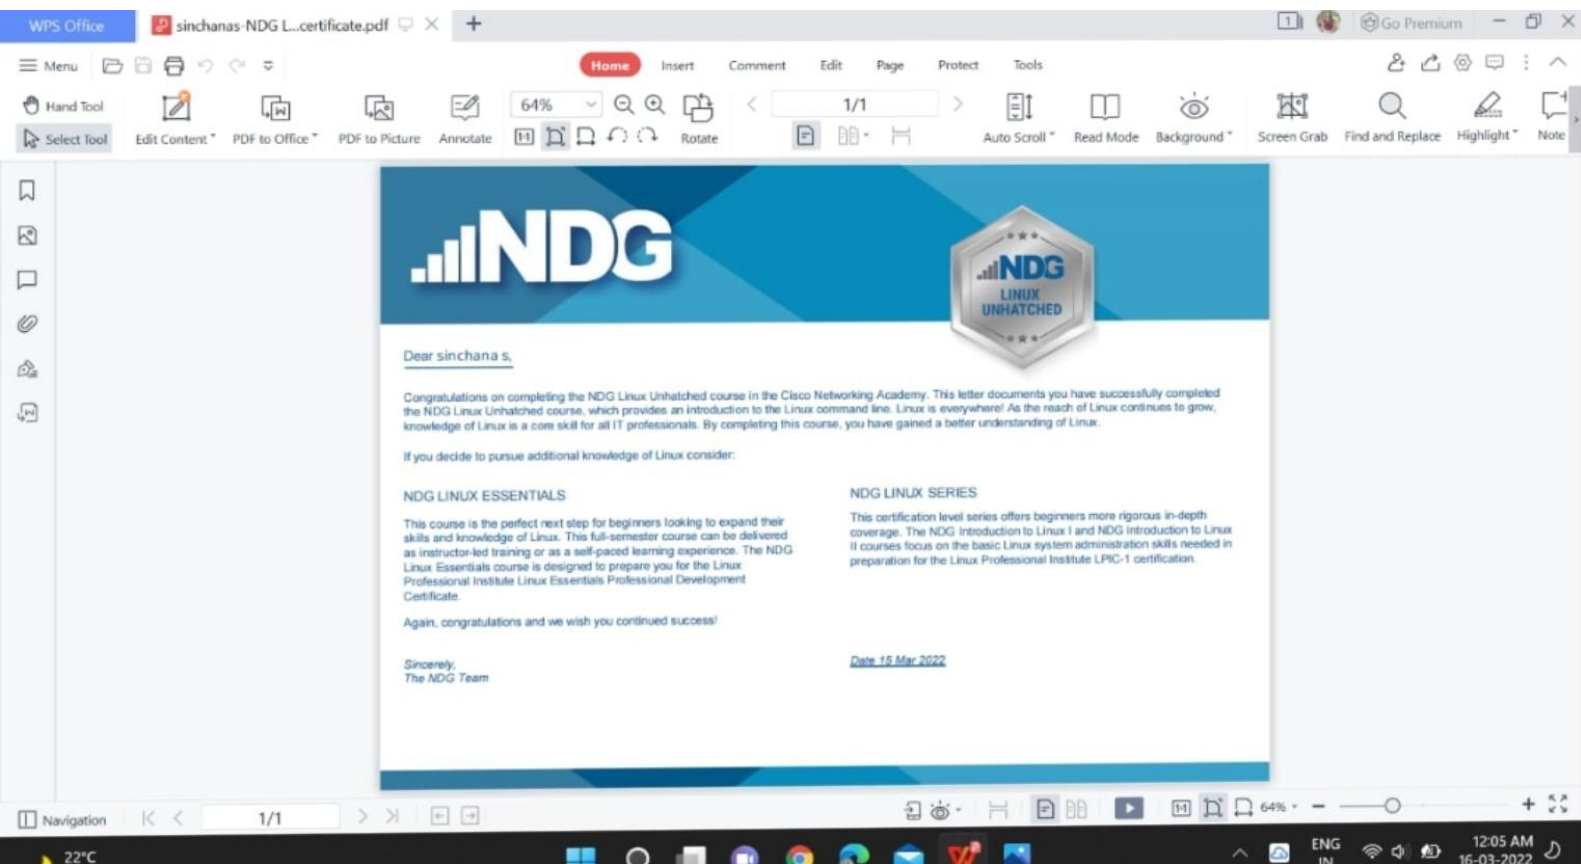 WPS Office
sinchanas-NDG L...certificate.pdf
Go Premium
Menu
Home Insert Comment Edit Page Protect Tools
Hand Tool
Select Tool
Edit Content
PDF to Office
PDF to Picture
Annotate
64%
Rotate
1/1
Auto Scroll
Read Mode
Background
Screen Grab
Find and Replace
Highlight
Note
NDG
NDG
LINUX
UNHATCHED
Dear sinchana s,
Congratulations on completing the NDG Linux Unhatched course in the Cisco Networking Academy. This letter documents you have successfully completed
the NDG Linux Unhatched course, which provides an introduction to the Linux command line. Linux is everywhere! As the reach of Linux continues to grow,
knowledge of Linux is a core skill for all IT professionals. By completing this course, you have gained a better understanding of Linux.
If you decide to pursue additional knowledge of Linux consider:
NDG LINUX ESSENTIALS
This course is the perfect next step for beginners looking to expand their
skills and knowledge of Linux. This full-semester course can be delivered
as instructor-led training or as a self-paced learning experience. The NDG
Linux Essentials course is designed to prepare you for the Linux
Professional Institute Linux Essentials Professional Development
Certificate.
NDG LINUX SERIES
This certification level series offers beginners more rigorous in-depth
coverage. The NDG Introduction to Linux I and NDG Introduction to Linux
II courses focus on the basic Linux system administration skills needed in
preparation for the Linux Professional Institute LPIC-1 certification.
Again, congratulations and we wish you continued success!
Sincerely,
The NDG Team
Date 15 Mar 2022
Navigation
1/1
64%
22°C
ENG
IN
12:05 AM
16-03-2022